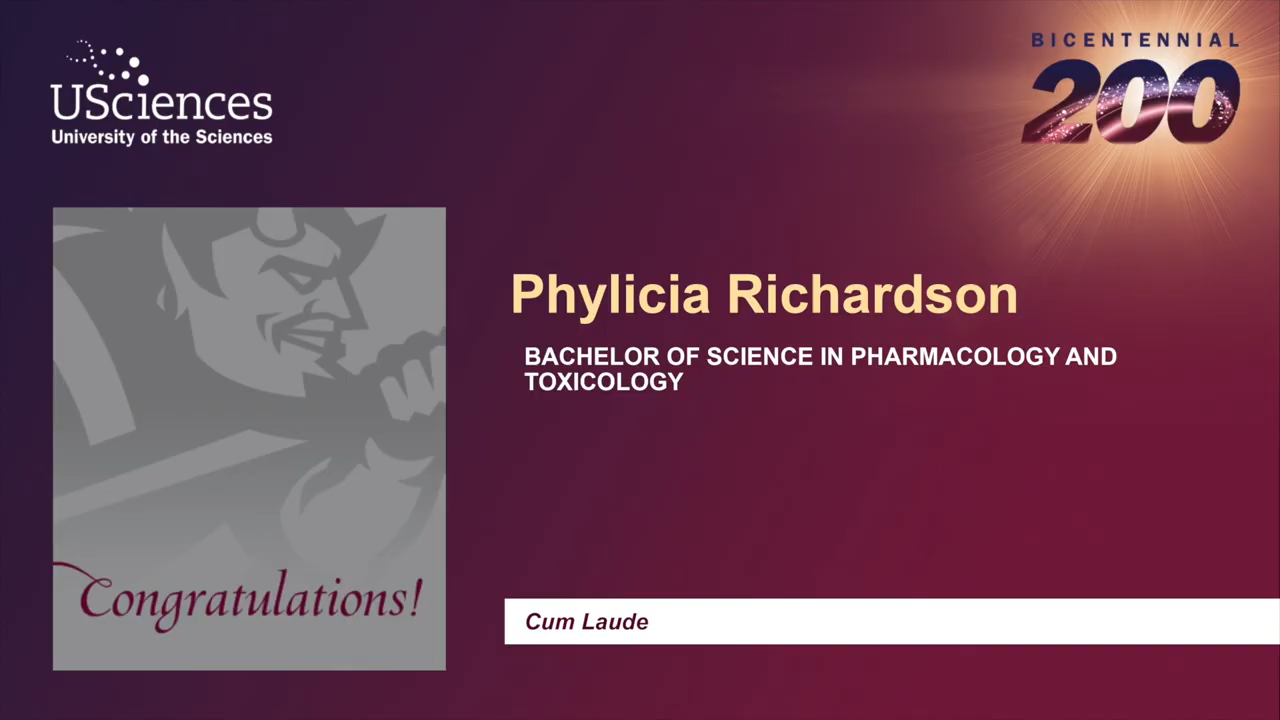 USciences
University of the Sciences
BICENTENNIAL
200
Phylicia Richardson
BACHELOR OF SCIENCE IN PHARMACOLOGY AND
TOXICOLOGY
Congratulations!
Cum Laude